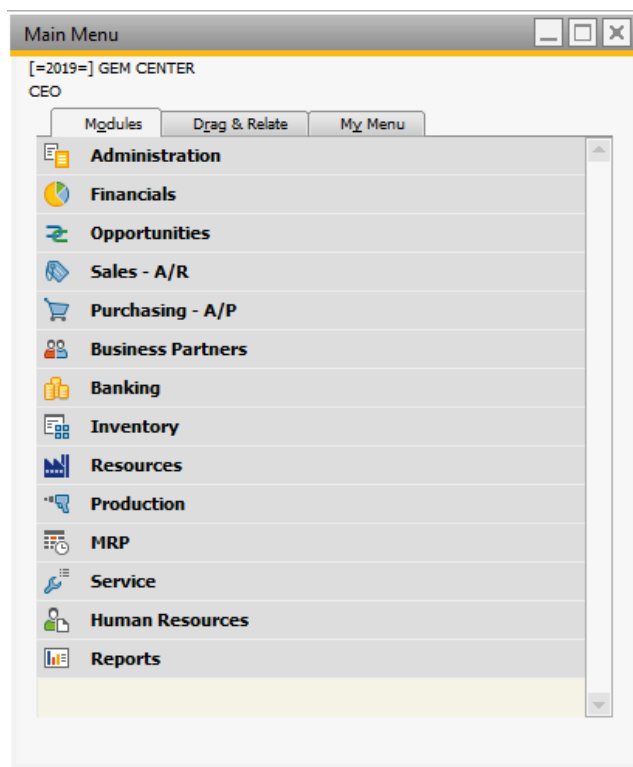 Main Menu
[=2019=] GEM CENTER
CEO
Modules Drag & Relate My Menu
Administration
Financials
Opportunities
Sales - A/R
Purchasing - A/P
Business Partners
Banking
Inventory
Resources
Production
MRP
Service
Human Resources
Reports